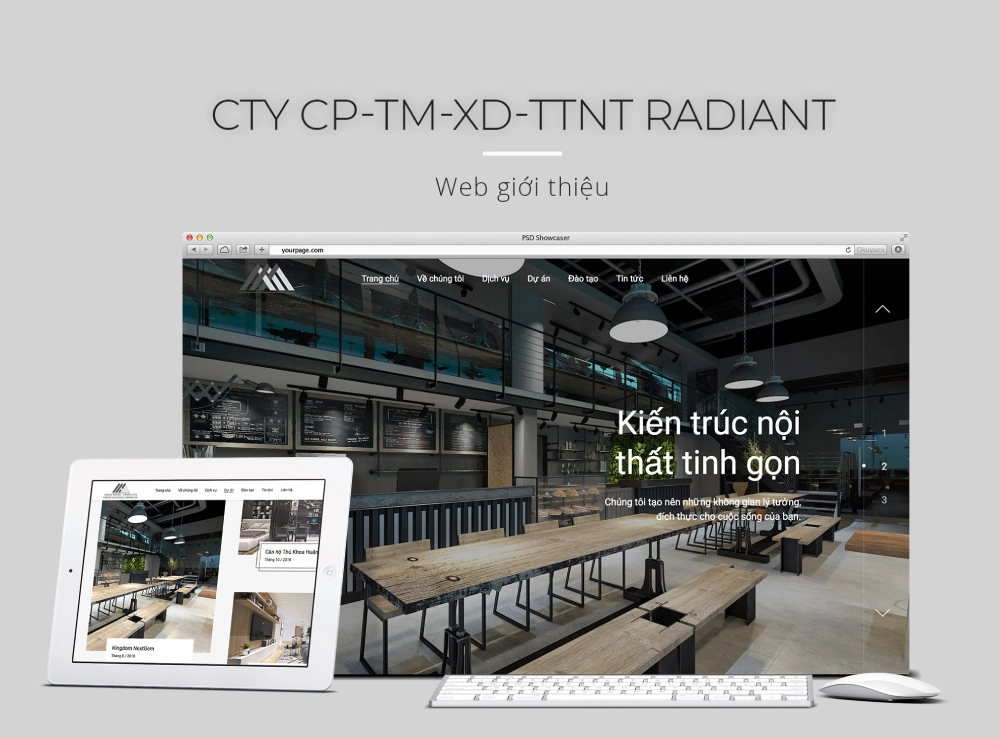 CTY CP-TM-XD-TTNT RADIANT
Web giới thiệu
PSD Showcaser
yourpage.com
Okuyucu
Trang chủ Về chúng tôi Dịch vụ Dự án Đào tạo Tin tức Liên hệ
Kiến trúc nội
thất tinh gọn
Chúng tôi tạo nên những không gian lý tưởng,
đích thực cho cuộc sống của bạn.
1
2
3
Trang chủ Về chúng tôi Dịch vụ Dự án Đào tạo Tin tức Liên hệ
Căn hộ Thủ Khoa Huân
Tháng 10 / 2018
Kingdom NextGem
Tháng 8 / 2018